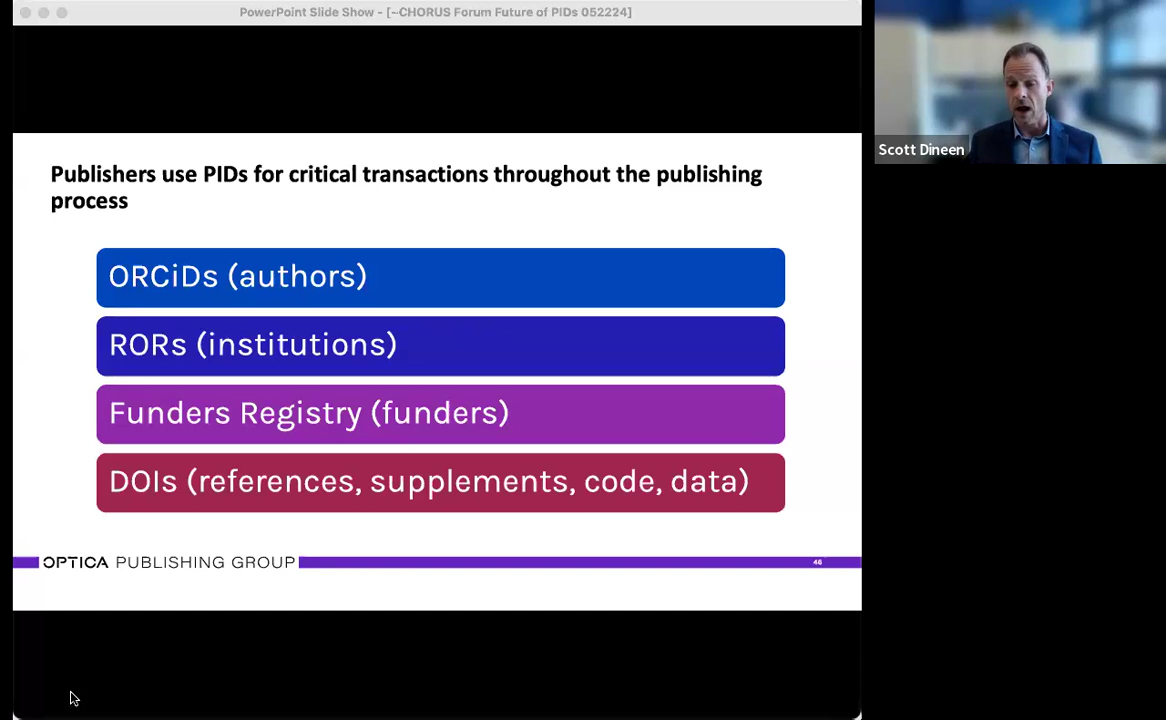 PowerPoint Slide Show - [~CHORUS Forum Future of PIDs 052224]
Scott Dineen
Publishers use PIDs for critical transactions throughout the publishing
process
ORCiDs (authors)
RORs (institutions)
Funders Registry (funders)
DOIs (references, supplements, code, data)
OPTICA PUBLISHING GROUP
46